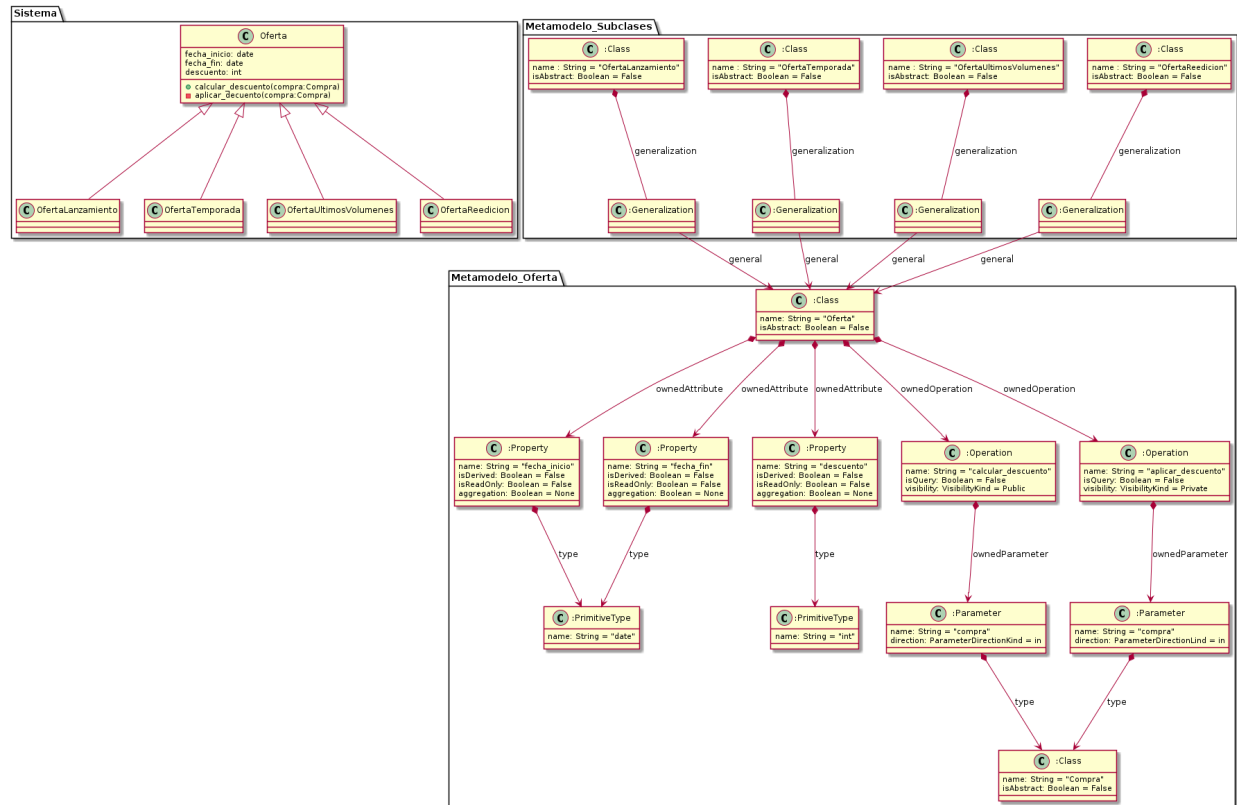 Sistema
C Oferta
fecha_inicio: date
fecha_fin: date
descuento: int
calcular_descuento(compra:Compra)
aplicar_decuento(compra:Compra)
C OfertaLanzamiento
C OfertaTemporada
C OfertaUltimosVolumenes
C OfertaReedicion
Metamodelo_Subclases
C :Class
name : String = "OfertaLanzamiento"
isAbstract: Boolean = False
C :Class
name : String = "OfertaTemporada"
isAbstract: Boolean = False
C :Class
name : String = "OfertaUltimosVolumenes"
isAbstract: Boolean = False
C :Class
name : String = "OfertaReedicion"
isAbstract: Boolean = False
generalization
generalization
generalization
generalization
C :Generalization
C :Generalization
C :Generalization
C :Generalization
general
general
general
general
Metamodelo_Oferta
C :Class
name: String = "Oferta"
isAbstract: Boolean = False
ownedAttribute
ownedAttribute
ownedAttribute
ownedOperation
ownedOperation
C :Property
name: String = "fecha_inicio"
isDerived: Boolean = False
isReadOnly: Boolean = False
aggregation: Boolean = None
C :Property
name: String = "fecha_fin"
isDerived: Boolean = False
isReadOnly: Boolean = False
aggregation: Boolean = None
C :Property
name: String = "descuento"
isDerived: Boolean = False
isReadOnly: Boolean = False
aggregation: Boolean = None
C :Operation
name: String = "calcular_descuento"
isQuery: Boolean = False
visibility: VisibilityKind = Public
C :Operation
name: String = "aplicar_descuento"
isQuery: Boolean = False
visibility: VisibilityKind = Private
type
type
type
ownedParameter
ownedParameter
C :PrimitiveType
name: String = "date"
C :PrimitiveType
name: String = "int"
C :Parameter
name: String = "compra"
direction: ParameterDirectionKind = in
C :Parameter
name: String = "compra"
direction: ParameterDirectionLind = in
type
type
C :Class
name: String = "Compra"
isAbstract: Boolean = False